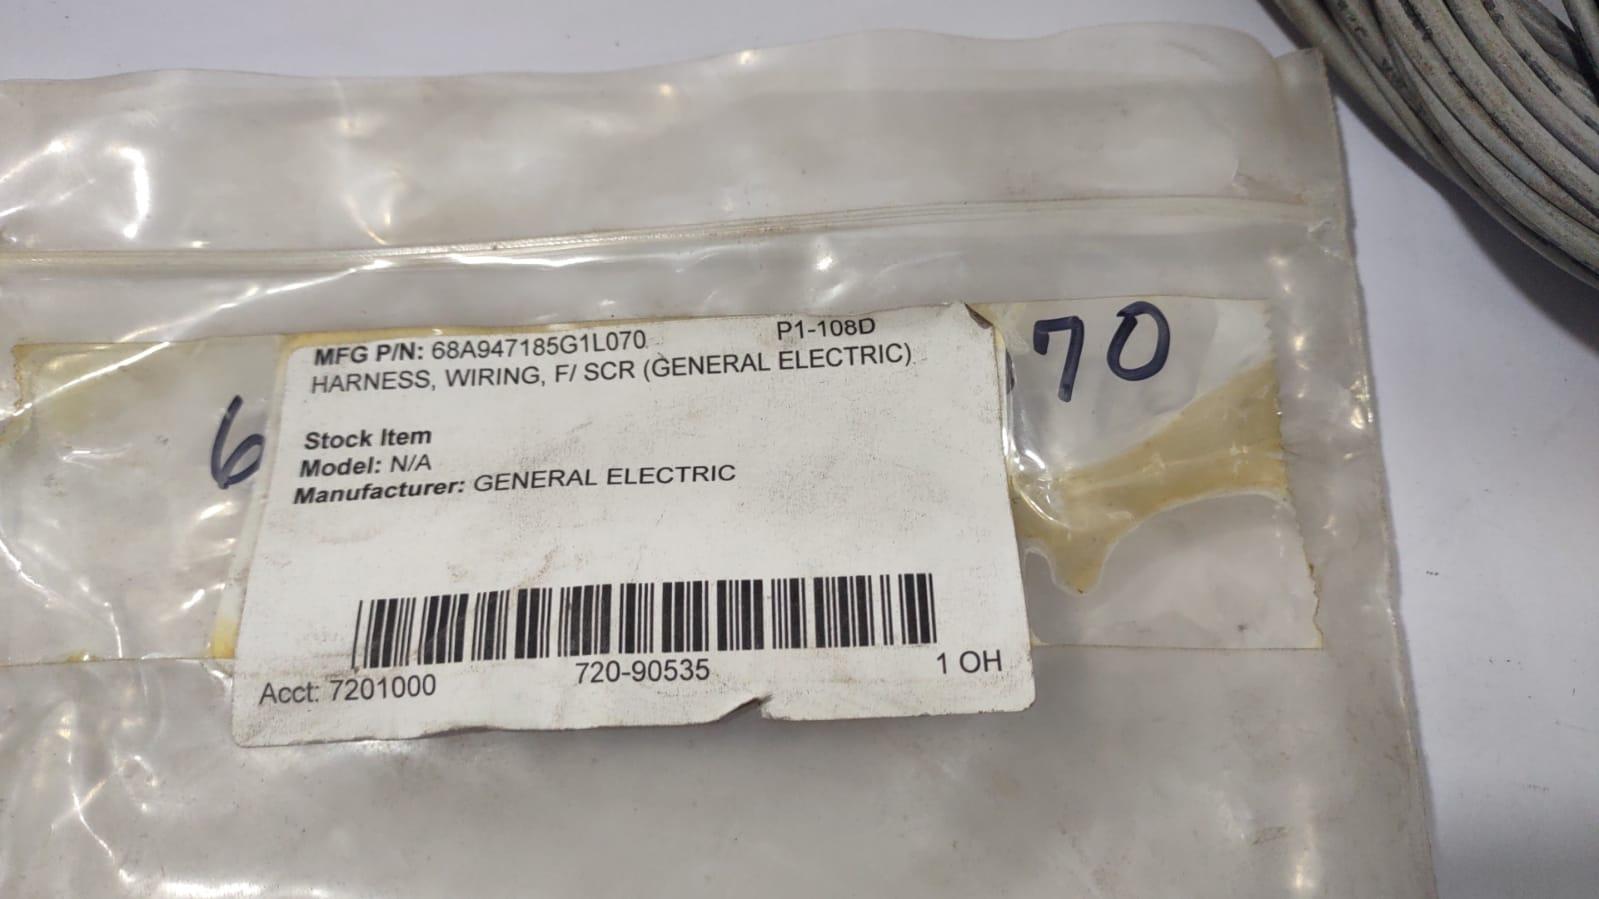 MFG P/N: 68A947185G1L070 P1-108D
HARNESS, WIRING, F/ SCR (GENERAL ELECTRIC)
Stock Item
Model: N/A
Manufacturer: GENERAL ELECTRIC
720-90535
Acct: 7201000 1 OH
6
70